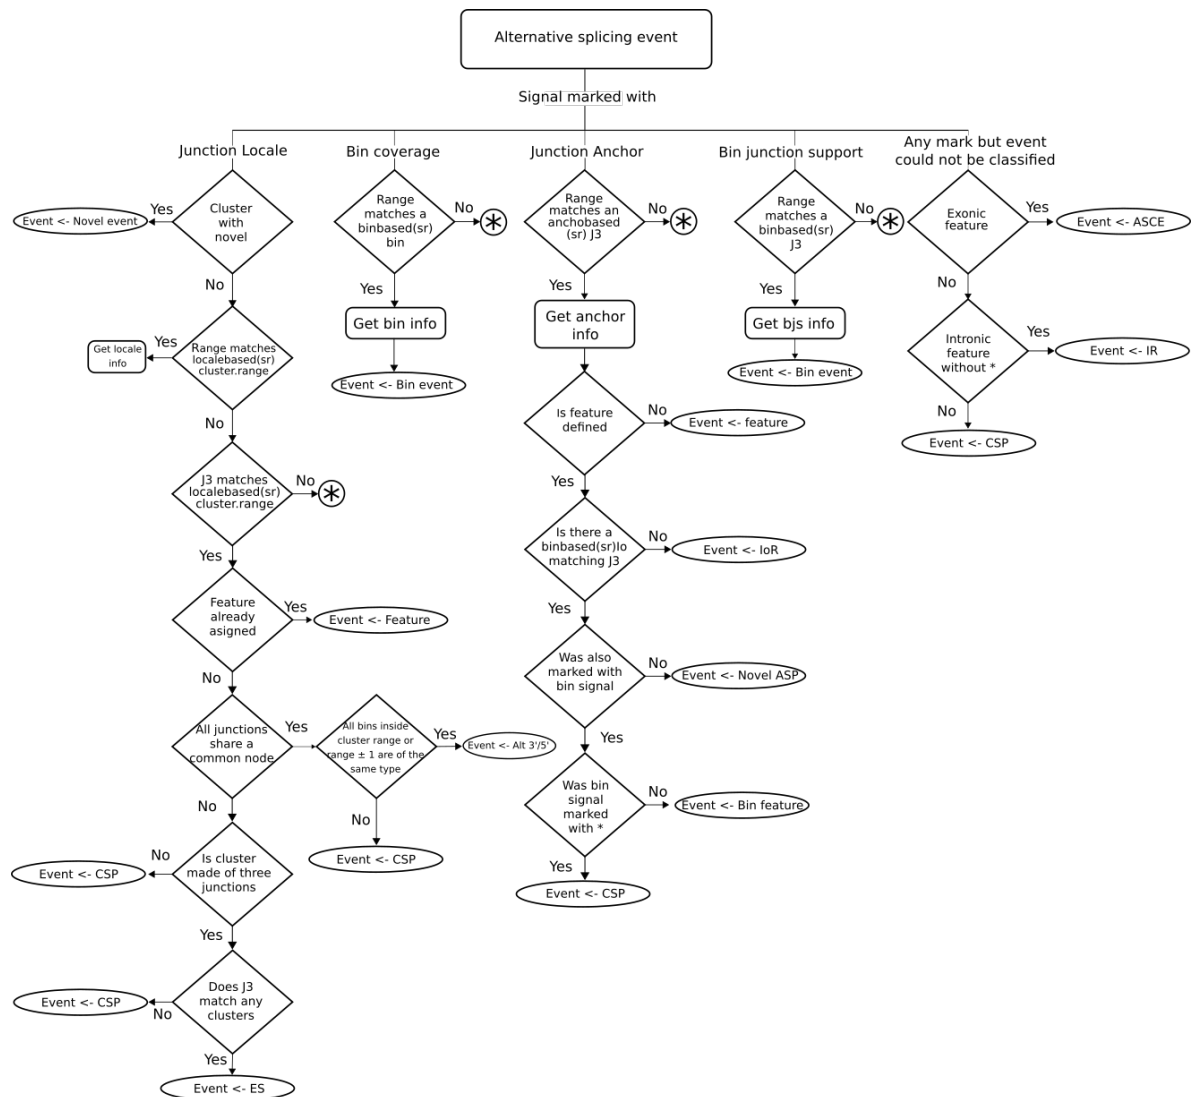 Alternative splicing event
Signal marked with
Junction Locale
Bin coverage
Junction Anchor
Bin junction support
Any mark but event
could not be classified
Cluster
with
novel
Yes
Event <- Novel event
No
Range matches
localebased(sr)
cluster.range
Yes
Get locale
info
No
J3 matches
localebased(sr)
cluster.range
No
*
Yes
Feature
already
asigned
Yes
Event <- Feature
No
All junctions
share a
common node
Yes
All bins inside
cluster range or
range ± 1 are of the
same type
Yes
Event <- Alt 3'/5'
No
Event <- CSP
No
Is cluster
made of three
junctions
No
Event <- CSP
Yes
Does J3
match any
clusters
No
Event <- CSP
Yes
Event <- ES
Range
matches a
binbased(sr)
bin
No
*
Yes
Get bin info
Event <- Bin event
Range
matches an
anchobased
(sr) J3
No
*
Yes
Get anchor
info
Is feature
defined
No
Event <- feature
Yes
Is there a
binbased(sr)Io
matching J3
No
Event <- IoR
Yes
Was also
marked with
bin signal
No
Event <- Novel ASP
Yes
Was bin
signal
marked
with *
No
Event <- Bin feature
Yes
Event <- CSP
Range
matches a
binbased(sr)
J3
No
*
Yes
Get bjs info
Event <- Bin event
Exonic
feature
Yes
Event <- ASCE
No
Intronic
feature
without *
Yes
Event <- IR
No
Event <- CSP